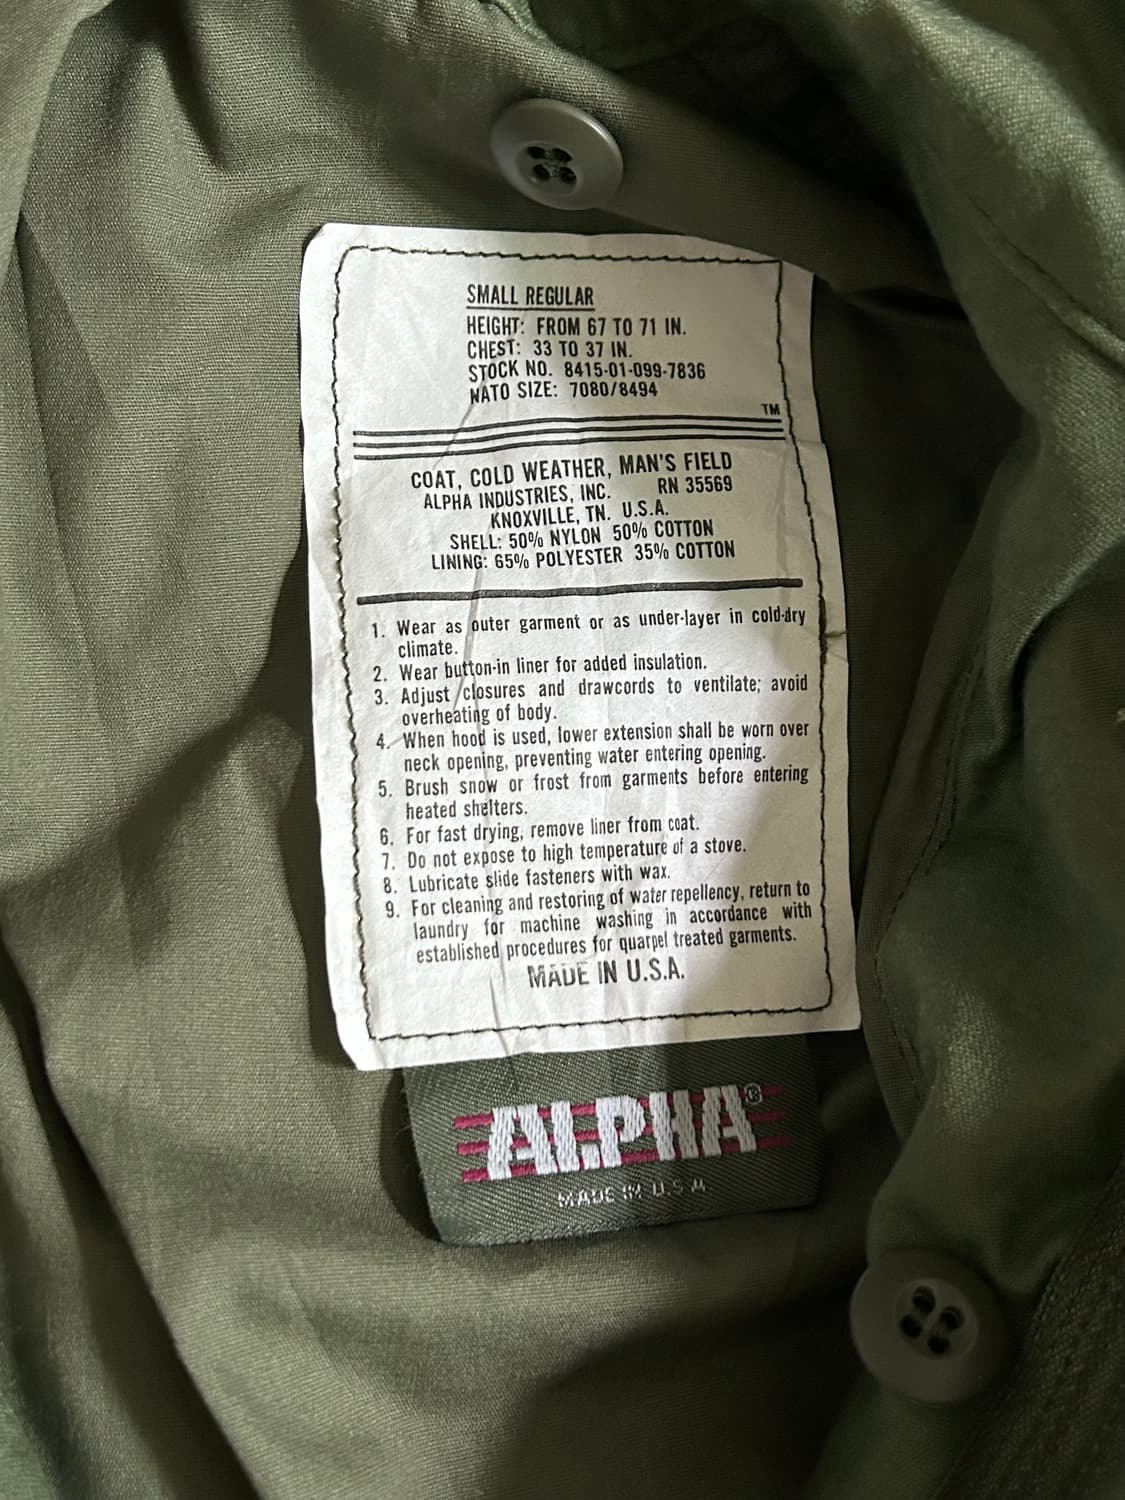 SMALL REGULAR
HEIGHT: FROM 67 TO 71 IN.
CHEST: 33 TO 37 IN.
STOCK NO. 8415-01-099-7836
NATO SIZE: 7080/8494
TM
COAT, COLD WEATHER, MAN'S FIELD
ALPHA INDUSTRIES, INC. RN 35569
KNOXVILLE, TN. U.S.A.
SHELL: 50% NYLON 50% COTTON
LINING: 65% POLYESTER 35% COTTON
1. Wear as outer garment or as under-layer in cold-dry
climate.
2. Wear button-in liner for added insulation.
3. Adjust closures and drawcords to ventilate; avoid
overheating of body.
4. When hood is used, lower extension shall be worn over
neck opening, preventing water entering opening.
5. Brush snow or frost from garments before entering
heated shelters.
6. For fast drying, remove liner from coat.
7. Do not expose to high temperature of a stove.
8. Lubricate slide fasteners with wax.
9. For cleaning and restoring of water repellency, return to
laundry for machine washing in accordance with
established procedures for quarpel treated garments.
MADE IN U.S.A.
ALPHA®
MADE IN U.S.A.